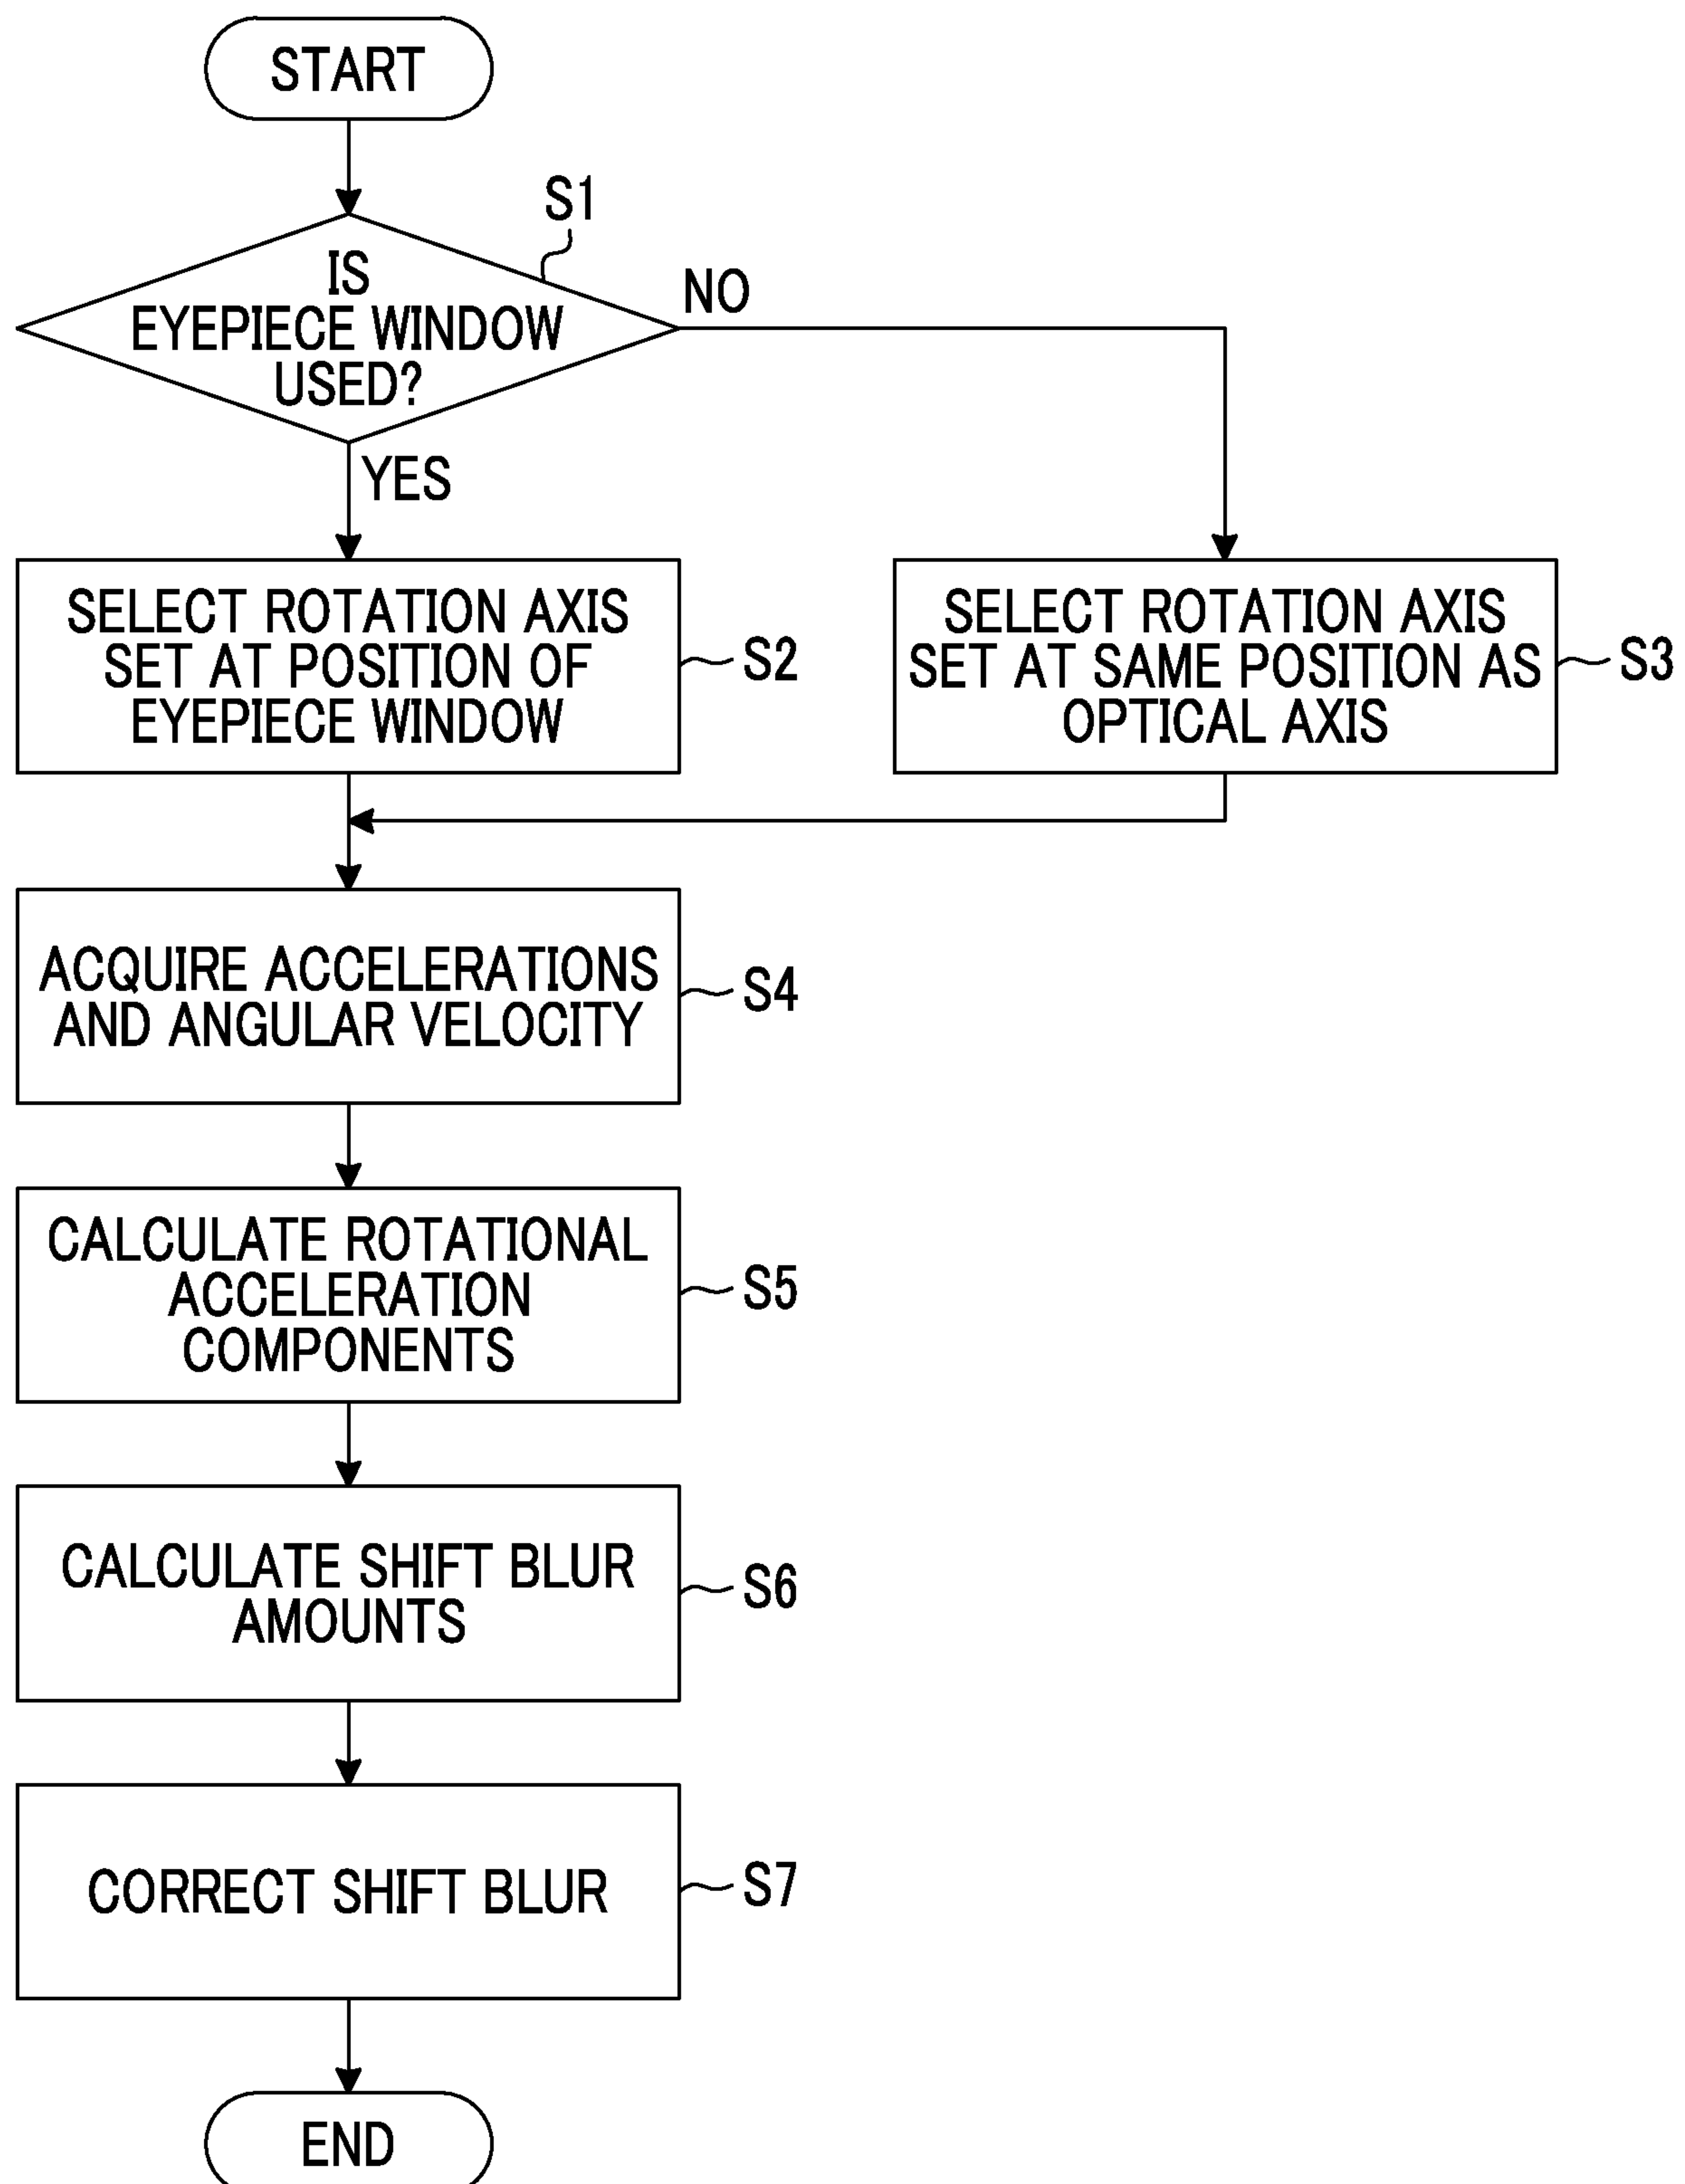 START
S1
IS
EYEPIECE WINDOW
USED?
NO
YES
SELECT ROTATION AXIS
SET AT POSITION OF
EYEPIECE WINDOW
S2
SELECT ROTATION AXIS
SET AT SAME POSITION AS
OPTICAL AXIS
S3
ACQUIRE ACCELERATIONS
AND ANGULAR VELOCITY
S4
CALCULATE ROTATIONAL
ACCELERATION
COMPONENTS
S5
CALCULATE SHIFT BLUR
AMOUNTS
S6
CORRECT SHIFT BLUR
S7
END